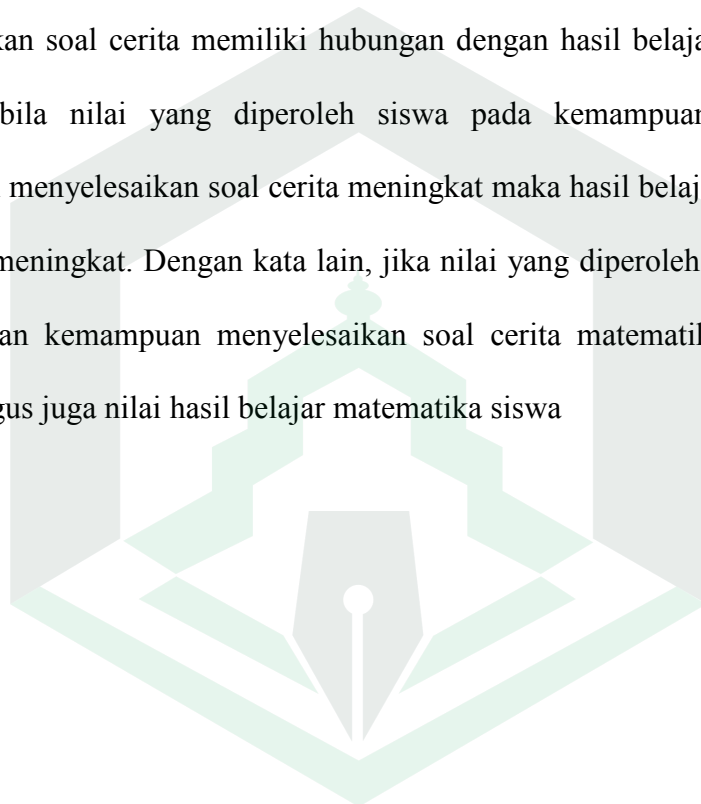 kan soal cerita memiliki hubungan dengan hasil belaja
bila nilai yang diperoleh siswa pada kemampuan
menyelesaikan soal cerita meningkat maka hasil belaj
meningkat. Dengan kata lain, jika nilai yang diperoleh
an kemampuan menyelesaikan soal cerita matematik
gus juga nilai hasil belajar matematika siswa